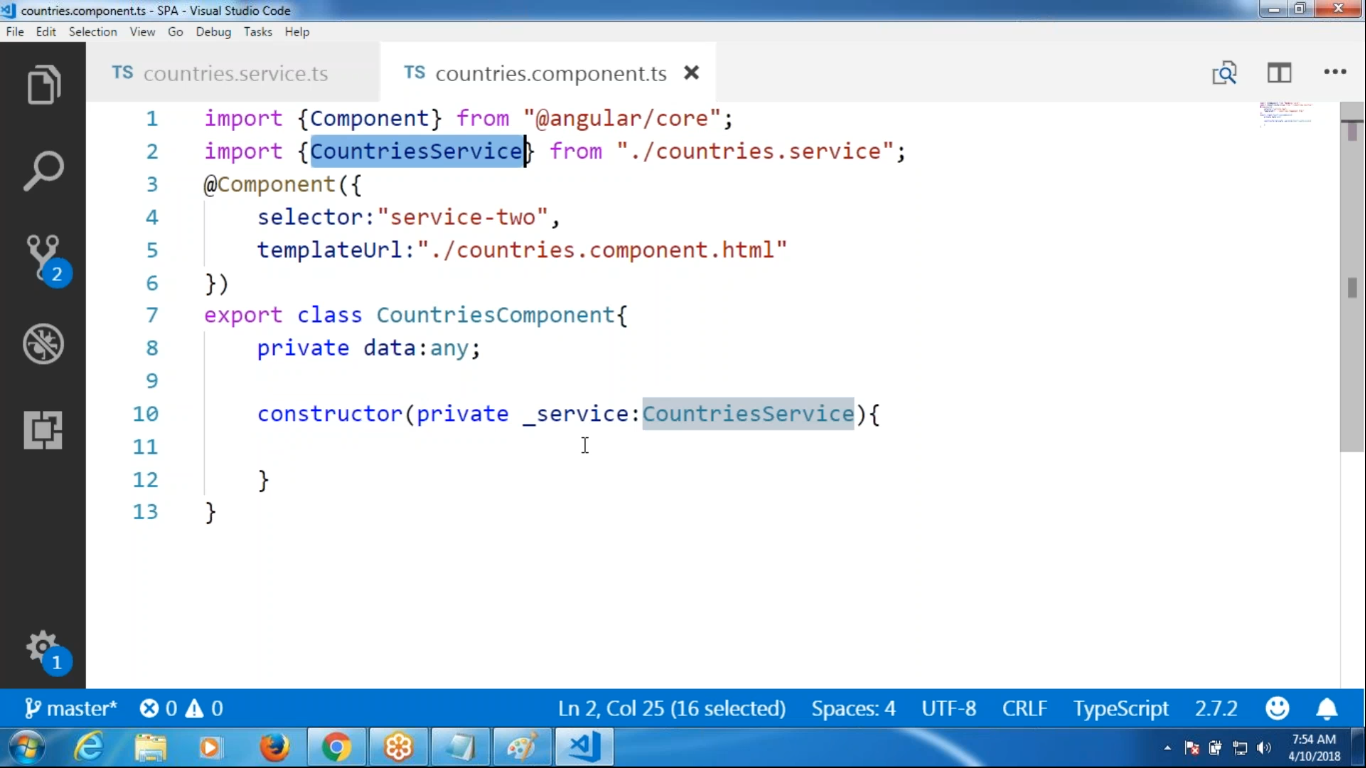 countries.component.ts - SPA - Visual Studio Code
File Edit Selection View Go Debug Tasks Help
TS countries.service.ts TS countries.component.ts
1 import {Component} from "@angular/core";
2 import {CountriesService} from "./countries.service";
3 @Component({
4 selector:"service-two",
5 templateUrl:"./countries.component.html"
6 })
7 export class CountriesComponent{
8 private data:any;
9
10 constructor(private _service:CountriesService){
11
12 }
13 }
2
1
master* 0 0 Ln 2, Col 25 (16 selected) Spaces: 4 UTF-8 CRLF TypeScript 2.7.2
7:54 AM
4/10/2018